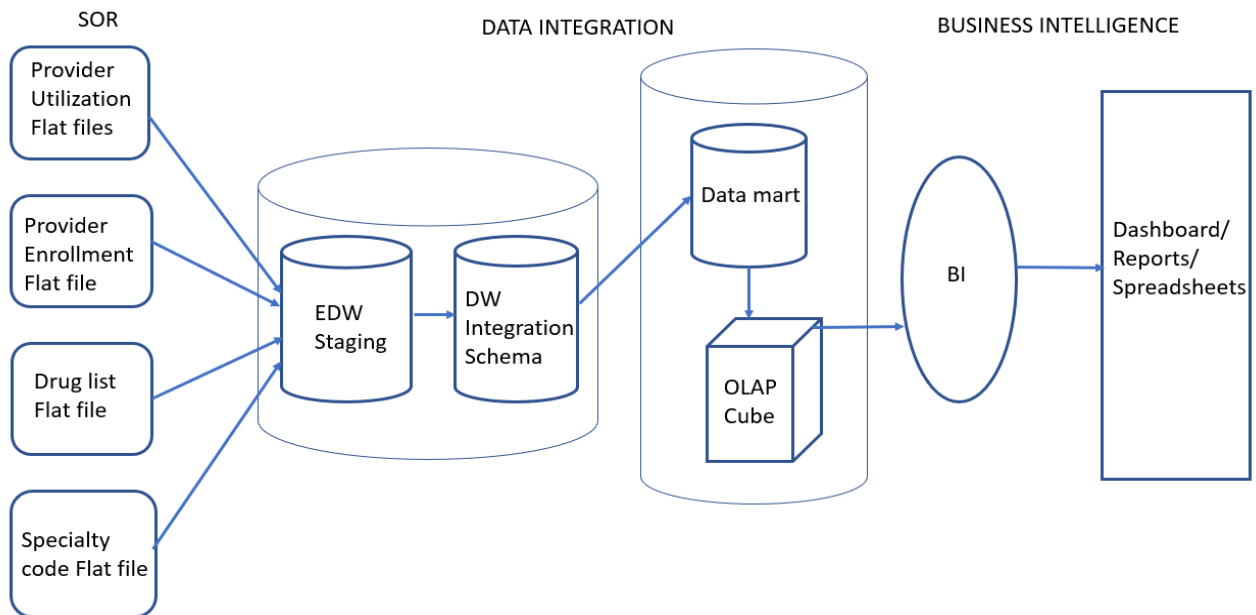 SOR
DATA INTEGRATION
BUSINESS INTELLIGENCE
Provider
Utilization
Flat files
Provider
Enrollment
Flat file
Drug list
Flat file
Specialty
code Flat file
EDW
Staging
DW
Integration
Schema
Data mart
OLAP
Cube
BI
Dashboard/
Reports/
Spreadsheets